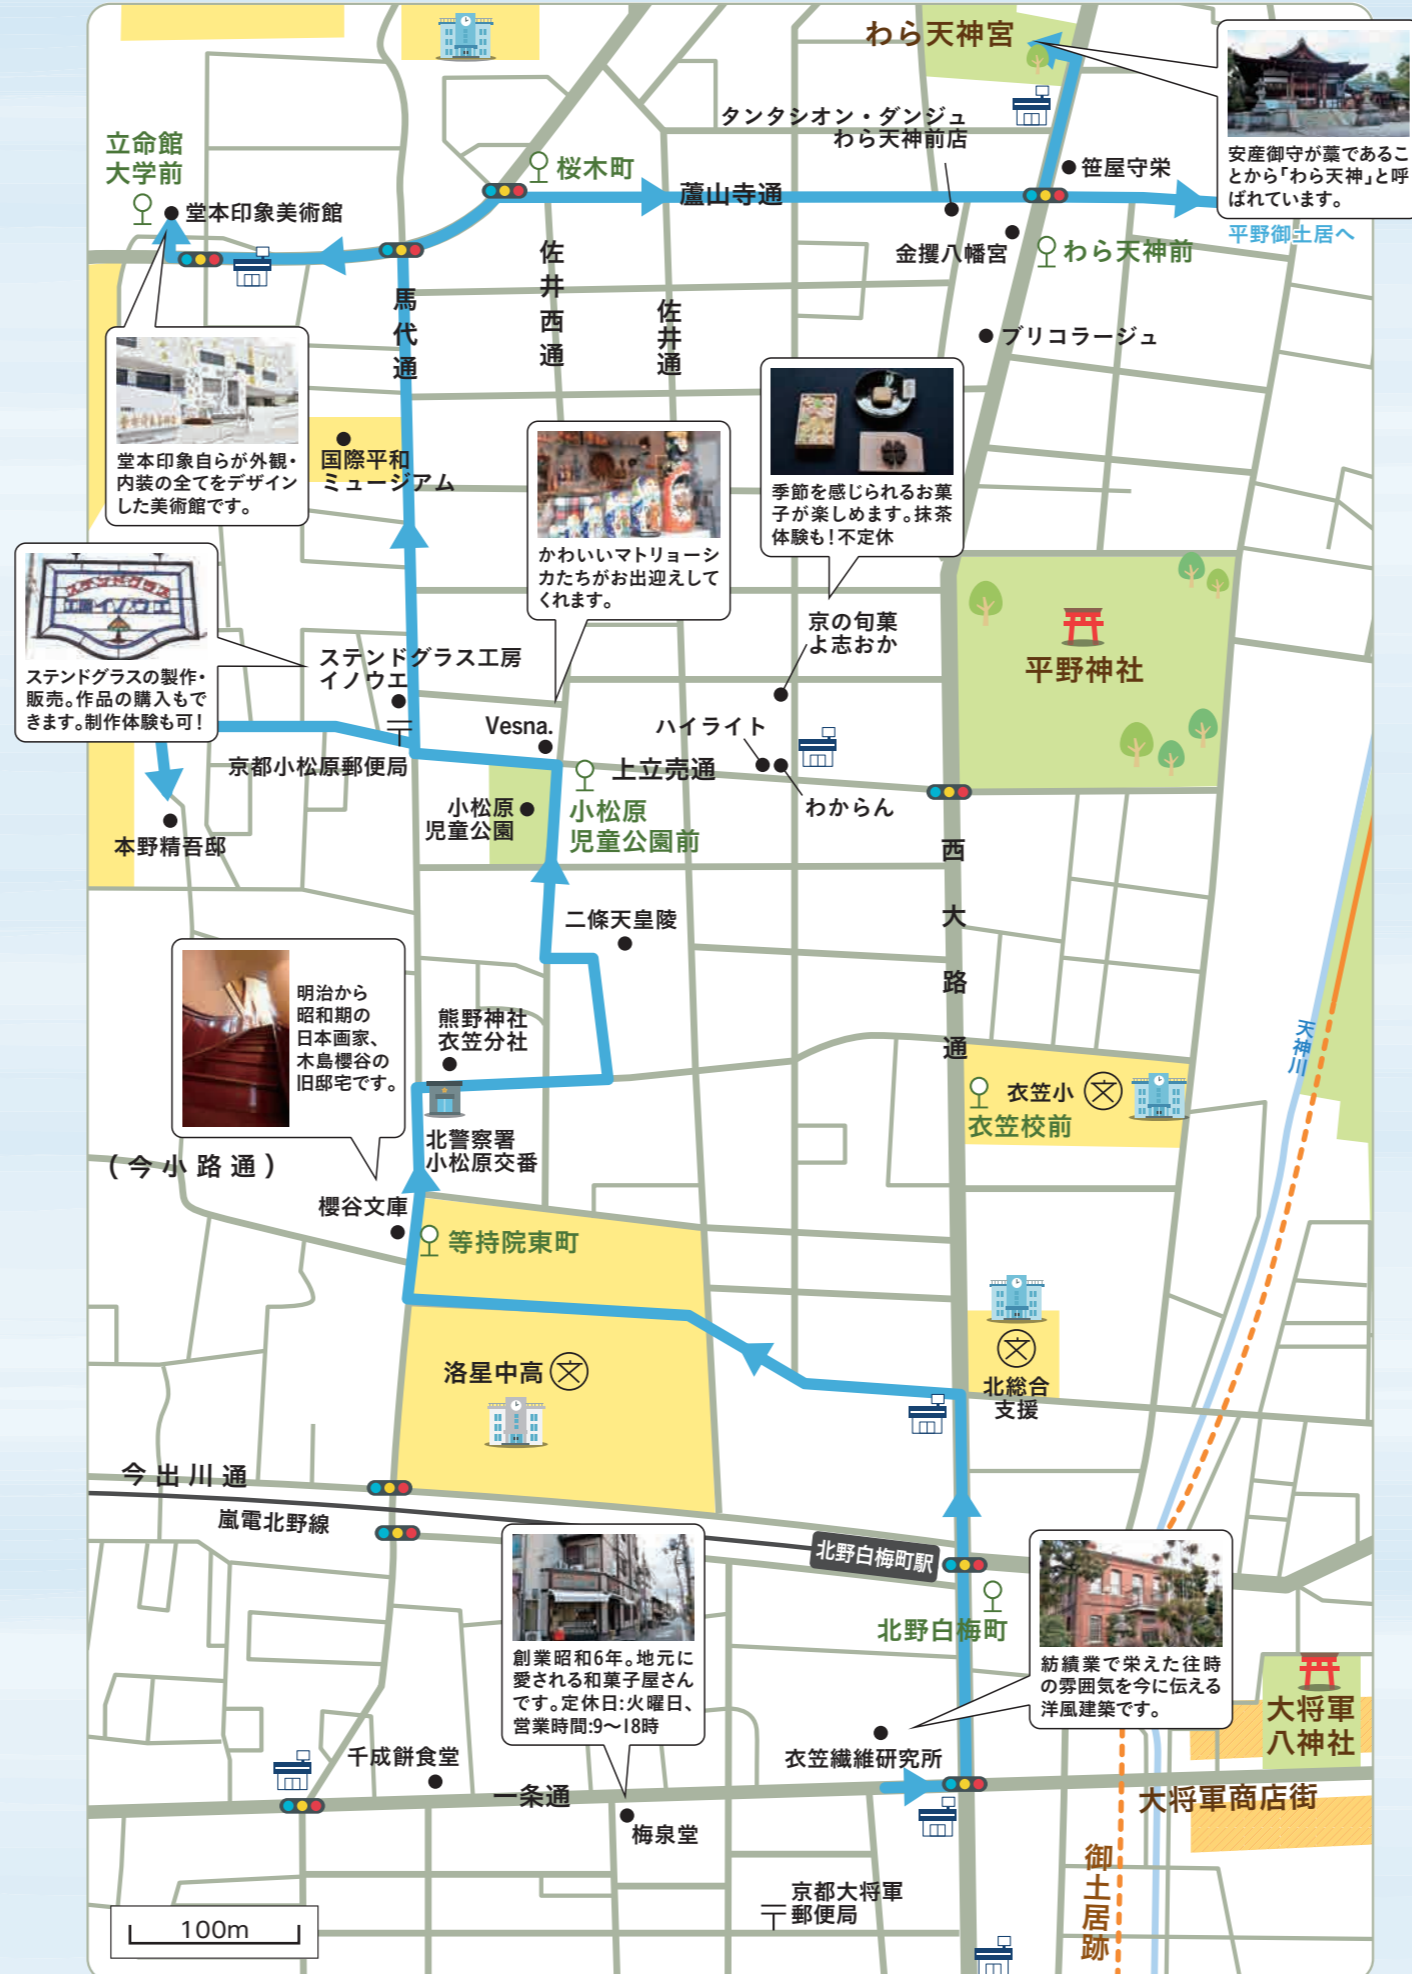 わら天神宮
タンタシオン・ダンジュ
わら天神前店
笹屋守栄
安産御守が藁であるこ
とから「わら天神」と呼
ばれています。
平野御土居へ
立命館
大学前
堂本印象美術館
桜木町
蘆山寺通
金攫八幡宮
わら天神前
馬代通
佐井西通
佐井通
ブリコラージュ
堂本印象自らが外観・
内装の全てをデザイン
した美術館です。
国際平和
ミュージアム
かわいいマトリョーシ
カたちがお出迎えして
くれます。
季節を感じられるお菓
子が楽しめます。抹茶
体験も!不定休
ステンドグラス
工房イノウエ
ステンドグラスの製作・
販売。作品の購入もで
きます。制作体験も可!
ステンドグラス工房
イノウエ
京の旬菓
よ志おか
平野神社
Vesna.
ハイライト
京都小松原郵便局
上立売通
わからん
小松原
児童公園
小松原
児童公園前
本野精吾邸
西大路通
二條天皇陵
明治から
昭和期の
日本画家、
木島櫻谷の
旧邸宅です。
熊野神社
衣笠分社
天神川
衣笠小
文
衣笠校前
北警察署
小松原交番
(今小路通)
櫻谷文庫
等持院東町
洛星中高
文
文
北総合
支援
今出川通
嵐電北野線
北野白梅町駅
北野白梅町
創業昭和6年。地元に
愛される和菓子屋さん
です。定休日:火曜日、
営業時間:9〜18時
紡績業で栄えた往時
の雰囲気を今に伝える
洋風建築です。
大将軍
八神社
千成餅食堂
衣笠繊維研究所
一条通
大将軍商店街
梅泉堂
御土居跡
京都大将軍
郵便局
100m